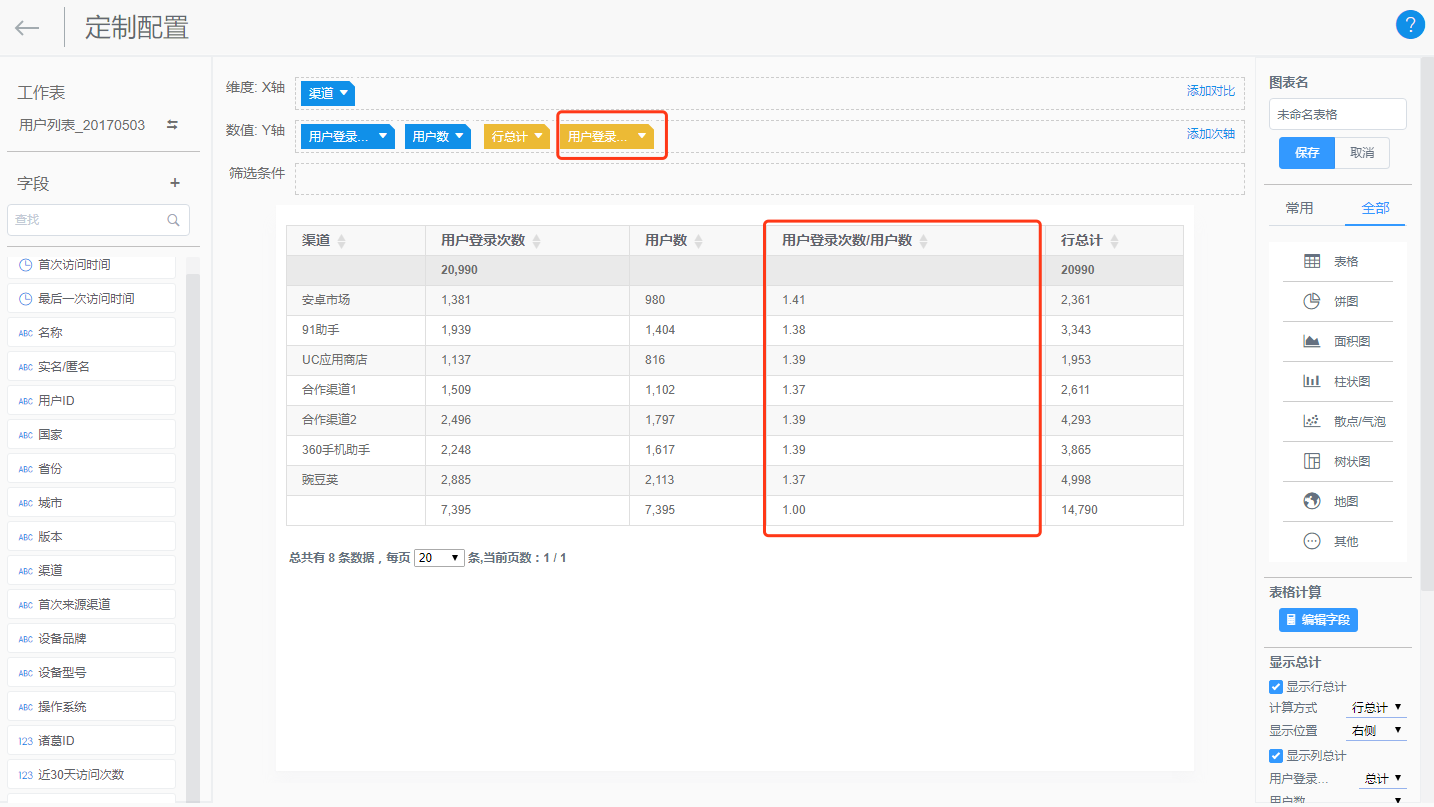 定制配置
?
工作表
用户列表_20170503
字段
+
查找
首次访问时间
最后一次访问时间
ABC 名称
ABC 实名/匿名
ABC 用户ID
ABC 国家
ABC 省份
ABC 城市
ABC 版本
ABC 渠道
ABC 首次来源渠道
ABC 设备品牌
ABC 设备型号
ABC 操作系统
123 诸葛ID
123 近30天访问次数
维度: X轴 渠道 添加对比
数值: Y轴 用户登录... 用户数 行总计 用户登录... 添加次轴
筛选条件
渠道 用户登录次数 用户数 用户登录次数/用户数 行总计
20,990 20990
安卓市场 1,381 980 1.41 2,361
91助手 1,939 1,404 1.38 3,343
UC应用商店 1,137 816 1.39 1,953
合作渠道1 1,509 1,102 1.37 2,611
合作渠道2 2,496 1,797 1.39 4,293
360手机助手 2,248 1,617 1.39 3,865
豌豆荚 2,885 2,113 1.37 4,998
7,395 7,395 1.00 14,790
总共有 8 条数据，每页 20 条,当前页数：1 / 1
图表名
未命名表格
保存 取消
常用 全部
表格
饼图
面积图
柱状图
散点/气泡
树状图
地图
其他
表格计算
编辑字段
显示总计
显示行总计
计算方式 行总计
显示位置 右侧
显示列总计
用户登录... 总计
用户数